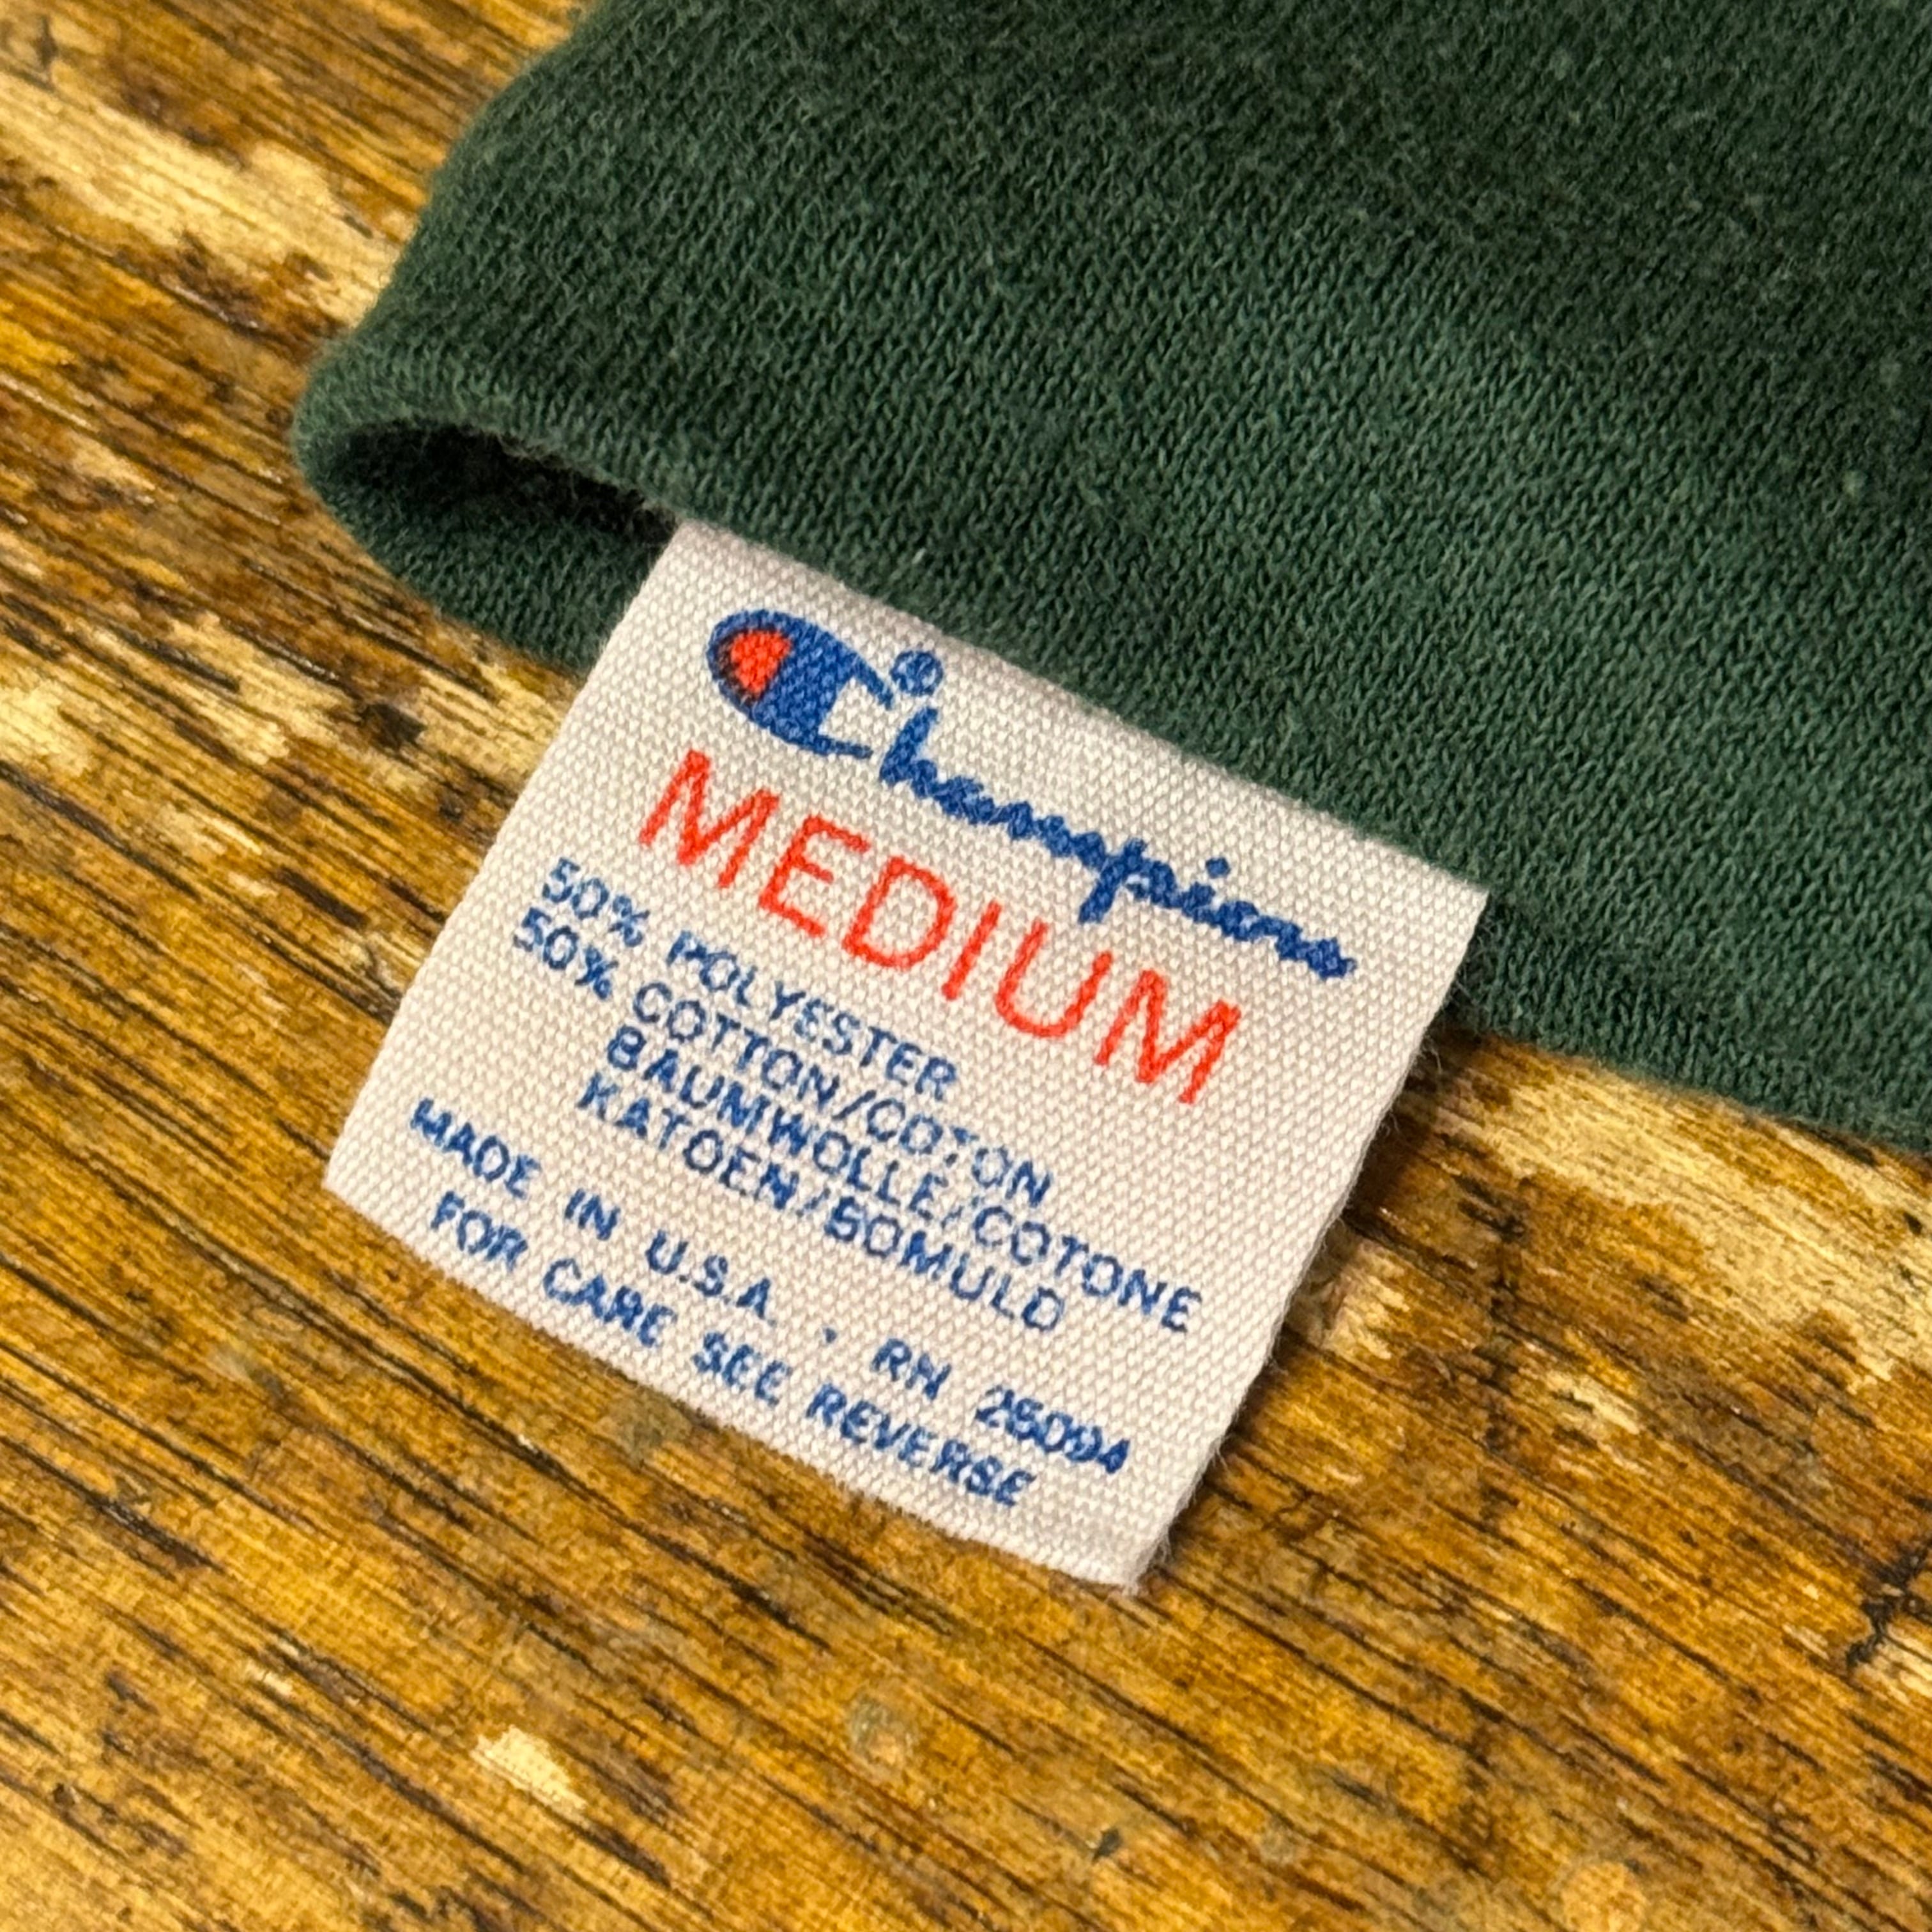 Champion®
MEDIUM
50% POLYESTER
50% COTTON/COTON
BAUMWOLLE/COTONE
KATOEN/BOMULD
MADE IN U.S.A. · RN 26094
FOR CARE SEE REVERSE